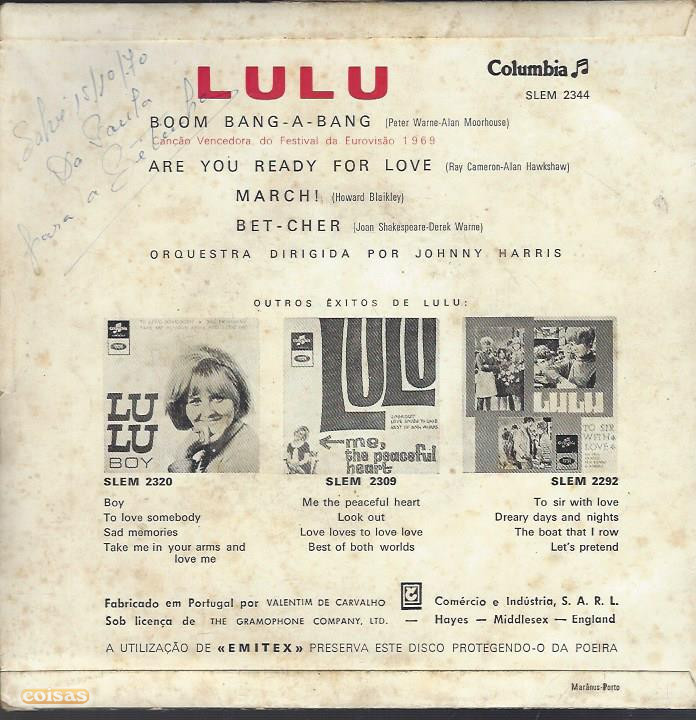 Salvé 15/10/70
Da Paula
para a
LULU
Columbia
SLEM 2344
BOOM BANG-A-BANG (Peter Warne-Alan Moorhouse)
Canção Vencedora do Festival da Eurovisão 1969
ARE YOU READY FOR LOVE (Ray Cameron-Alan Hawkshaw)
MARCH! (Howard Blaikley)
BET-CHER (Joan Shakespeare-Derek Warne)
ORQUESTRA DIRIGIDA POR JOHNNY HARRIS
OUTROS ÊXITOS DE LULU:
LU
LU
BOY
SLEM 2320
Boy
To love somebody
Sad memories
Take me in your arms and
love me
LULU
me,
the peaceful
heart
SLEM 2309
Me the peaceful heart
Look out
Love loves to love love
Best of both worlds
LULU
TO SIR
WITH
LOVE
SLEM 2292
To sir with love
Dreary days and nights
The boat that I row
Let's pretend
Fabricado em Portugal por VALENTIM DE CARVALHO Comércio e Indústria, S. A. R. L.
Sob licença de THE GRAMOPHONE COMPANY, LTD. — Hayes — Middlesex — England
A UTILIZAÇÃO DE «EMITEX» PRESERVA ESTE DISCO PROTEGENDO-O DA POEIRA
coisas
Marânus-Porto